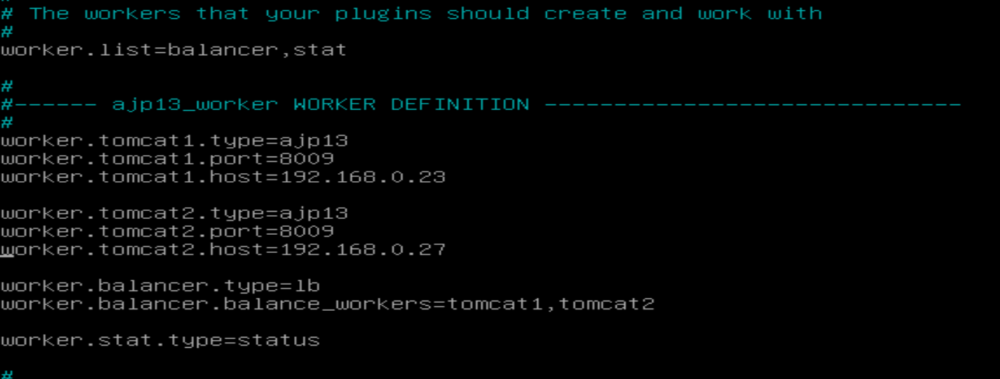 # The workers that your plugins should create and work with
#
worker.list=balancer,stat
#
#------ ajp13_worker WORKER DEFINITION ------------------------------
#
worker.tomcat1.type=ajp13
worker.tomcat1.port=8009
worker.tomcat1.host=192.168.0.23
worker.tomcat2.type=ajp13
worker.tomcat2.port=8009
worker.tomcat2.host=192.168.0.27
worker.balancer.type=lb
worker.balancer.balance_workers=tomcat1,tomcat2
worker.stat.type=status
#